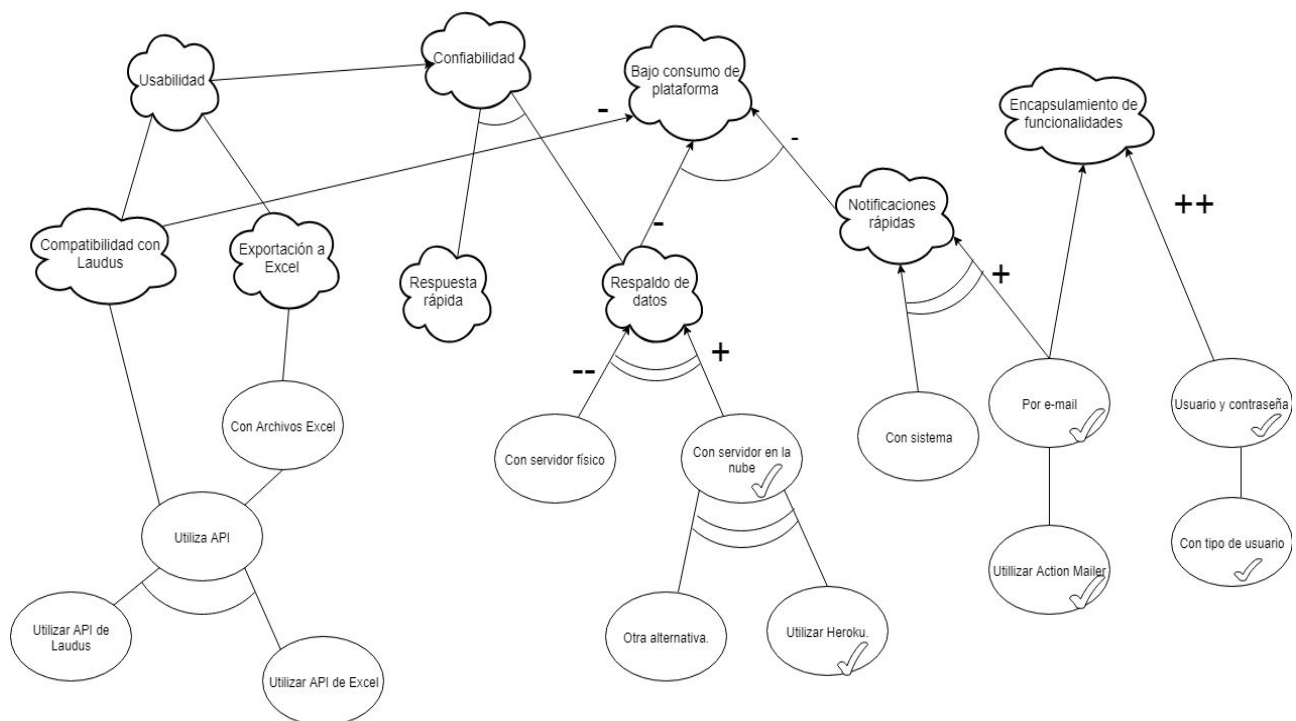 Usabilidad
Confiabilidad
Bajo consumo de
plataforma
Encapsulamiento de
funcionalidades
-
-
++
Compatibilidad con
Laudus
Exportación a
Excel
Respuesta
rápida
-
Respaldo de
datos
Notificaciones
rápidas
+
--
+
Con Archivos Excel
Con servidor físico
Con servidor en la
nube
Con sistema
Por e-mail
Usuario y contraseña
Utiliza API
Utillizar Action Mailer
Con tipo de usuario
Utilizar API de
Laudus
Utilizar API de Excel
Otra alternativa.
Utilizar Heroku.